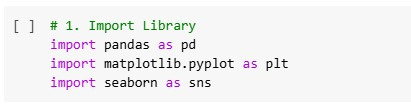 [ ] # 1. Import Library
import pandas as pd
import matplotlib.pyplot as plt
import seaborn as sns